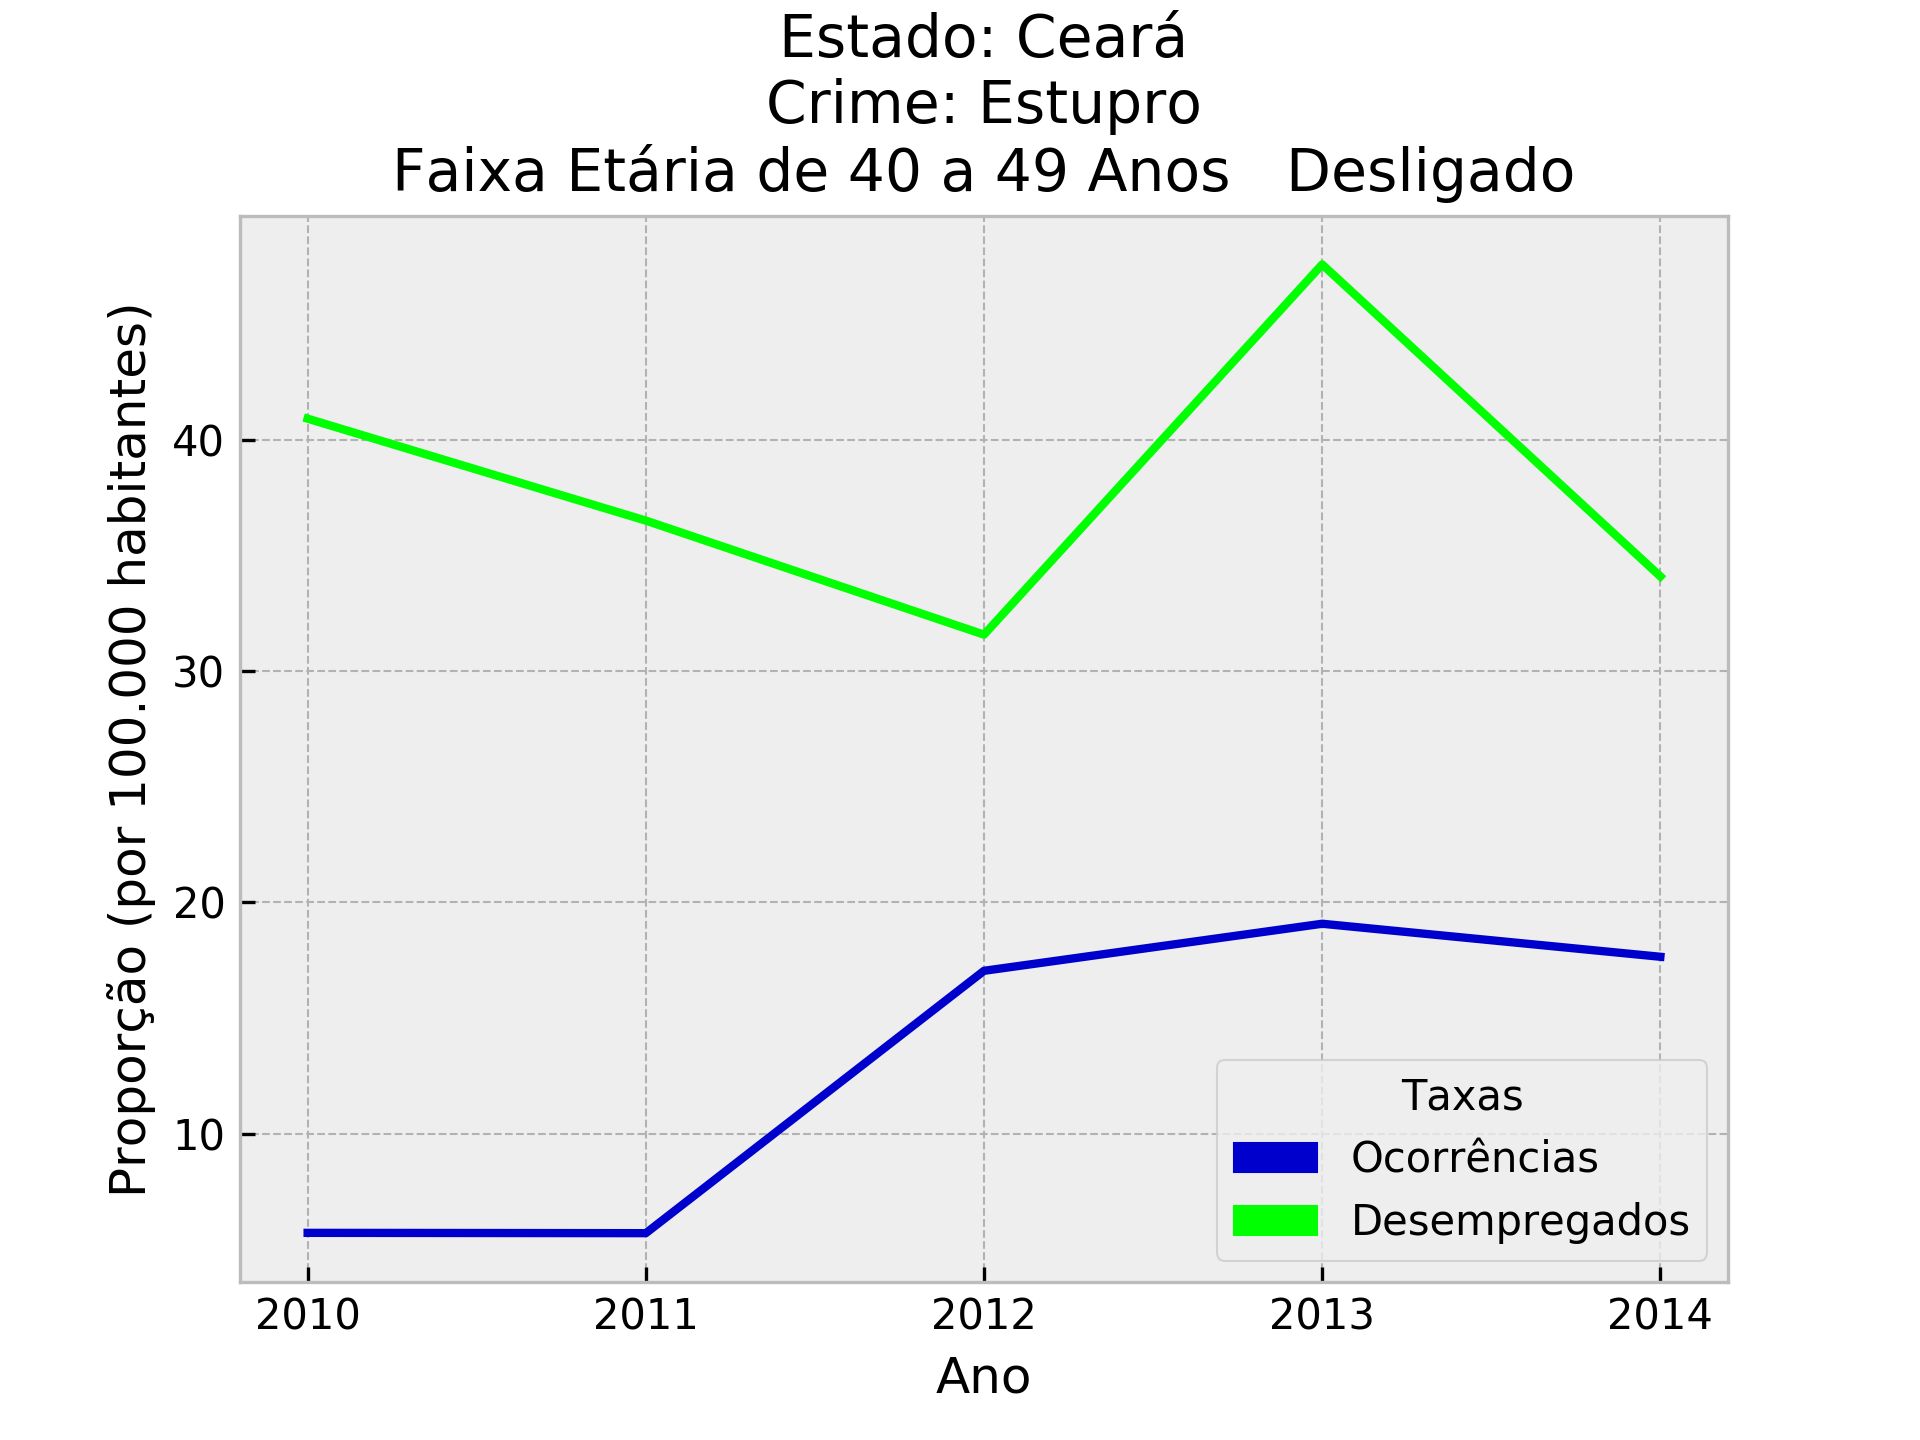 Estado: Ceará
Crime: Estupro
Faixa Etária de 40 a 49 Anos   Desligado
Proporção (por 100.000 habitantes)
40
30
20
10
Taxas
Ocorrências
Desempregados
2010 2011 2012 2013 2014
Ano